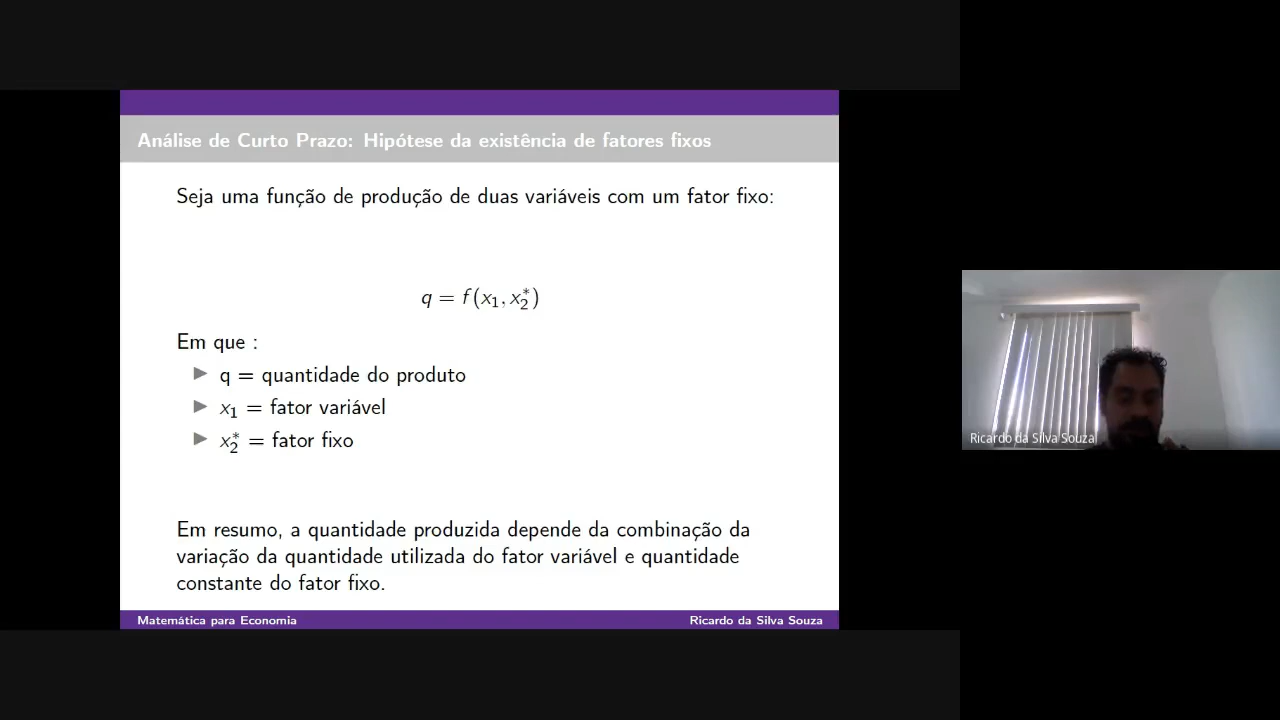 Análise de Curto Prazo: Hipótese da existência de fatores fixos
Seja uma função de produção de duas variáveis com um fator fixo:
q = f(x₁, x₂*)
Em que :
▶ q = quantidade do produto
▶ x₁ = fator variável
▶ x₂* = fator fixo
Em resumo, a quantidade produzida depende da combinação da
variação da quantidade utilizada do fator variável e quantidade
constante do fator fixo.
Matemática para Economia Ricardo da Silva Souza
Ricardo da Silva Souza